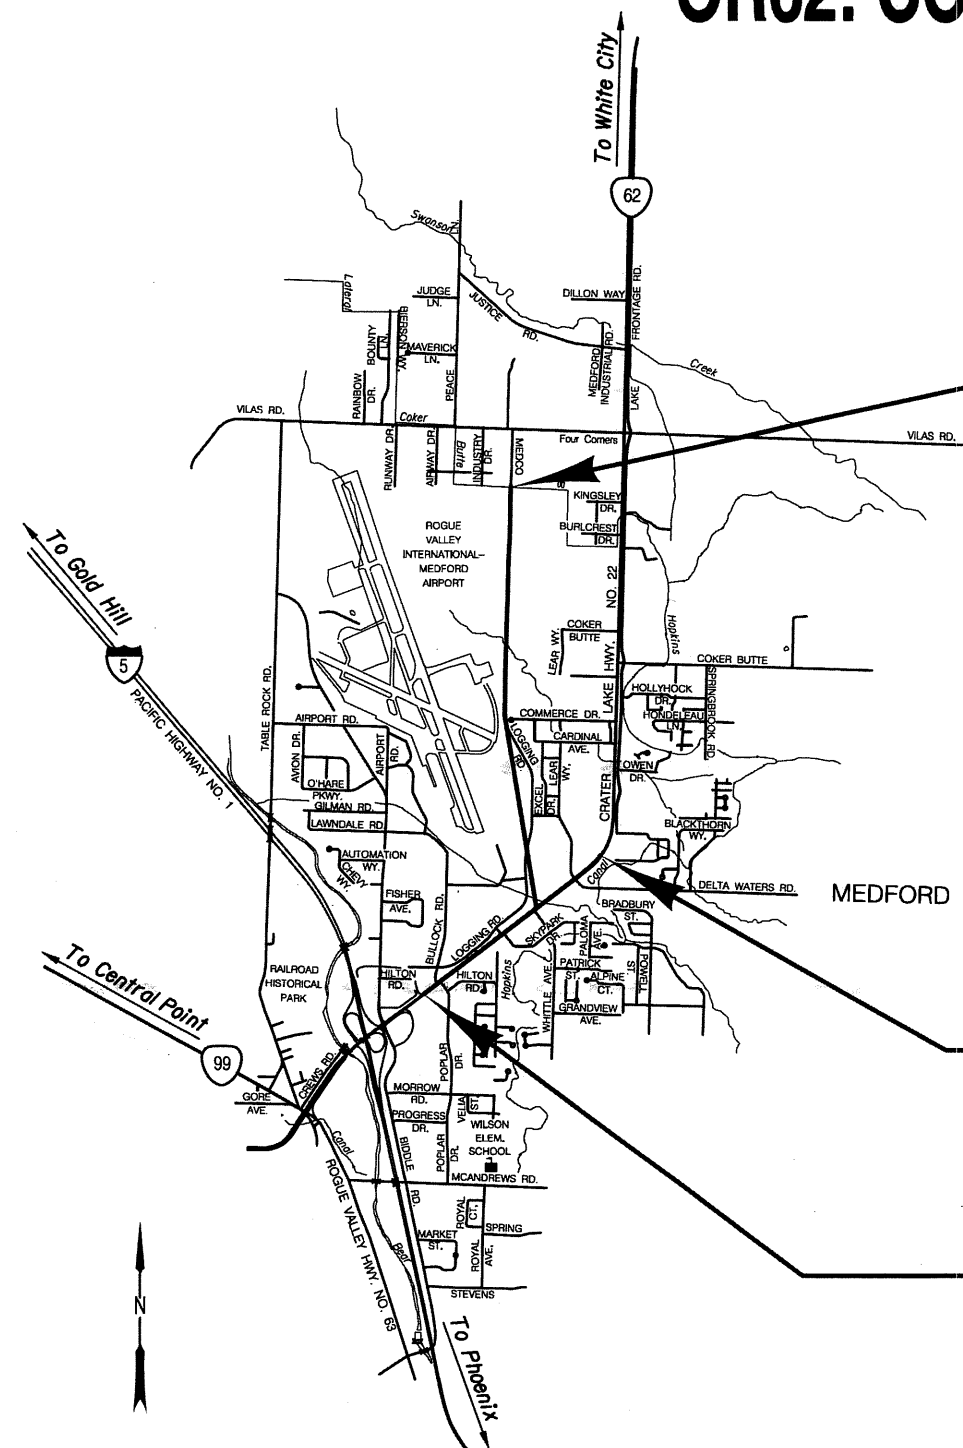 OR62: CO
To White City
62
Swanson
LN.
Lateral
JUDGE
LN.
JUSTICE
RD.
DILLON WAY
FRONTAGE RD.
BOUNTY
LN.
BIERSON WY.
MAVERICK
LN.
MEDFORD
INDUSTRIAL RD.
Creek
RAINBOW
DR.
PEACE
LAKE
VILAS RD.
Coker
Four Corners
VILAS RD.
RUNWAY DR.
AIRWAY DR.
Butte
INDUSTRY
DR.
MEDCO
KINGSLEY
DR.
BURLCREST
DR.
ROGUE
VALLEY
INTERNATIONAL–
MEDFORD
AIRPORT
To Gold Hill
5
PACIFIC HIGHWAY NO. 1
NO. 22
HWY.
LAKE
CRATER
Hopkins
COKER
BUTTE
LEAR WY.
COKER BUTTE
HOLLYHOCK
DR.
HONDELEAU
LN.
SPRINGBROOK RD
TABLE ROCK RD.
AIRPORT RD.
COMMERCE DR.
CARDINAL
AVE.
LOGGING
RD
AVION DR.
AIRPORT
RD.
LEAR
WY.
OWEN
DR.
O'HARE
PKWY.
GILMAN RD.
EXCEL
DR.
LAWNDALE RD
BLACKTHORN
WY.
AUTOMATION
WY.
CHEVY
WY.
Canal
FISHER
AVE.
DELTA WATERS RD.
MEDFORD
BULLOCK RD.
LOGGING RD
SKYPARK
DR.
BRADBURY
ST.
PALOMA
AVE.
To Central Point
RAILROAD
HISTORICAL
PARK
HILTON
RD.
HILTON
RD.
Hopkins
WHITTLE AVE.
PATRICK
ST.
ALPINE
CT.
ST.
POWELL
GRANDVIEW
AVE.
99
CREWS RD.
GORE
AVE.
POPLAR
DR.
MORROW
RD.
PROGRESS
DR.
VELIA
ST.
WILSON
ELEM.
SCHOOL
Canal
BIDDLE
RD.
POPLAR
DR.
MCANDREWS RD.
ROGUE VALLEY HWY. NO. 63
ROYAL
CT.
SPRING
MARKET
ST.
Bear
ROYAL
AVE.
STEVENS
N
To Phoenix